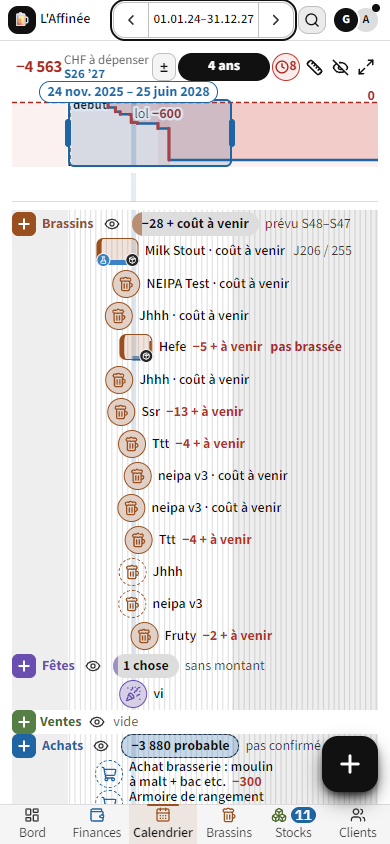 L'Affinée
01.01.24–31.12.27
G
A
−4 563 CHF à dépenser
S26 ’27
±
4 ans
8
24 nov. 2025 – 25 juin 2028
0
début
lol −600
Brassins
−28 + coût à venir
prévu S48–S47
Milk Stout · coût à venir J206 / 255
NEIPA Test · coût à venir
Jhhh · coût à venir
Hefe −5 + à venir pas brassée
Jhhh · coût à venir
Ssr −13 + à venir
Ttt −4 + à venir
neipa v3 · coût à venir
neipa v3 · coût à venir
Ttt −4 + à venir
Jhhh
neipa v3
Fruty −2 + à venir
Fêtes
1 chose
sans montant
vi
Ventes
vide
Achats
−3 880 probable
pas confirmé
Achat brasserie : moulin
à malt + bac etc. −300
Armoire de rangement
+
Bord
Finances
Calendrier
Brassins
11
Stocks
Clients